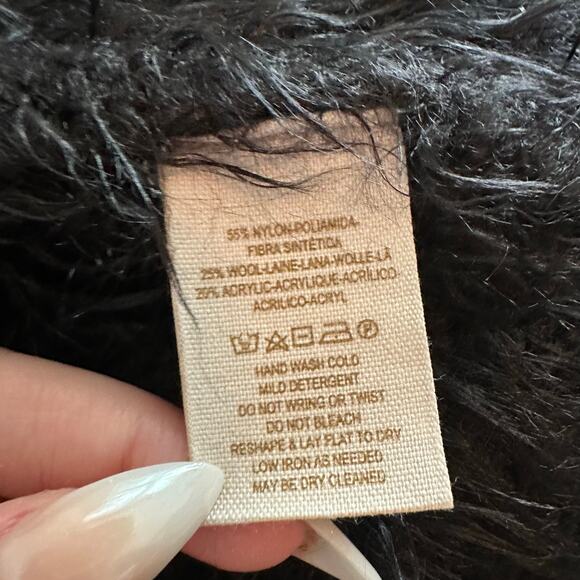 55% NYLON-POLIAMIDA-
FIBRA SINTÉTICA
25% WOOL-LAINE-LANA-WOLLE-LÃ
20% ACRYLIC-ACRYLIQUE-ACRÍLICO-
ACRILICO-ACRYL
HAND WASH COLD
MILD DETERGENT
DO NOT WRING OR TWIST
DO NOT BLEACH
RESHAPE & LAY FLAT TO DRY
LOW IRON AS NEEDED
MAY BE DRY CLEANED